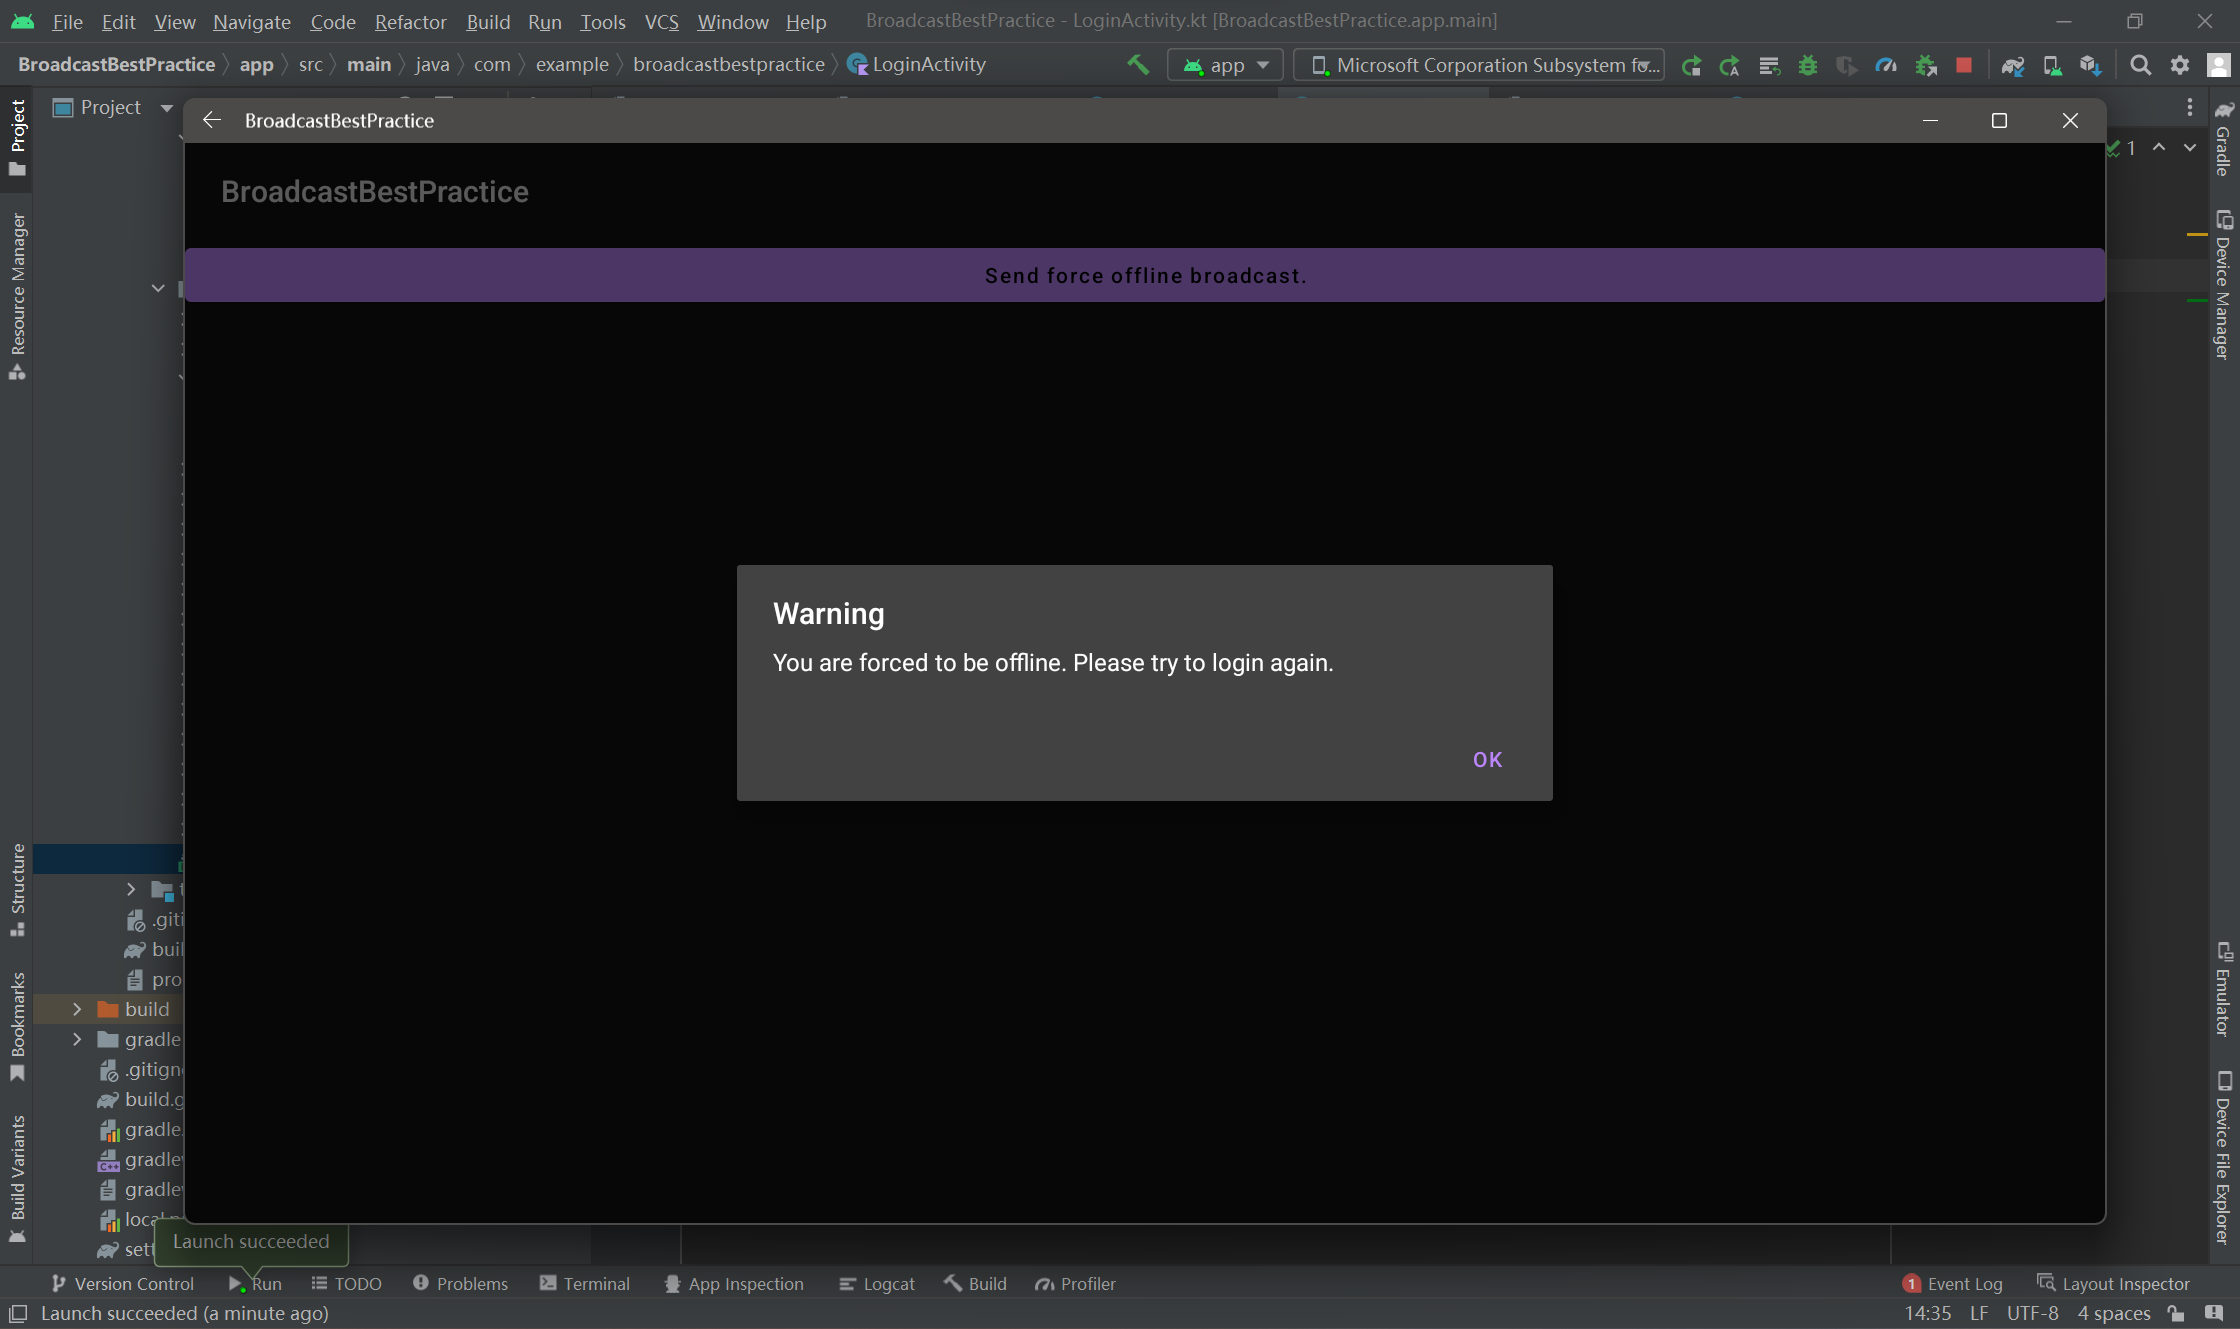 File Edit View Navigate Code Refactor Build Run Tools VCS Window Help BroadcastBestPractice - LoginActivity.kt [BroadcastBestPractice.app.main]
BroadcastBestPractice app src main java com example broadcastbestpractice LoginActivity app Microsoft Corporation Subsystem fo...
Project
BroadcastBestPractice
1
BroadcastBestPractice
Send force offline broadcast.
Warning
You are forced to be offline. Please try to login again.
OK
.giti
buil
pro
build
gradle
.gitign
build.g
gradle.
C++
gradle
gradle
local
sett
Launch succeeded
Project
Resource Manager
Structure
Bookmarks
Build Variants
Gradle
Device Manager
Emulator
Device File Explorer
Version Control Run TODO Problems Terminal App Inspection Logcat Build Profiler 1 Event Log Layout Inspector
Launch succeeded (a minute ago) 14:35 LF UTF-8 4 spaces